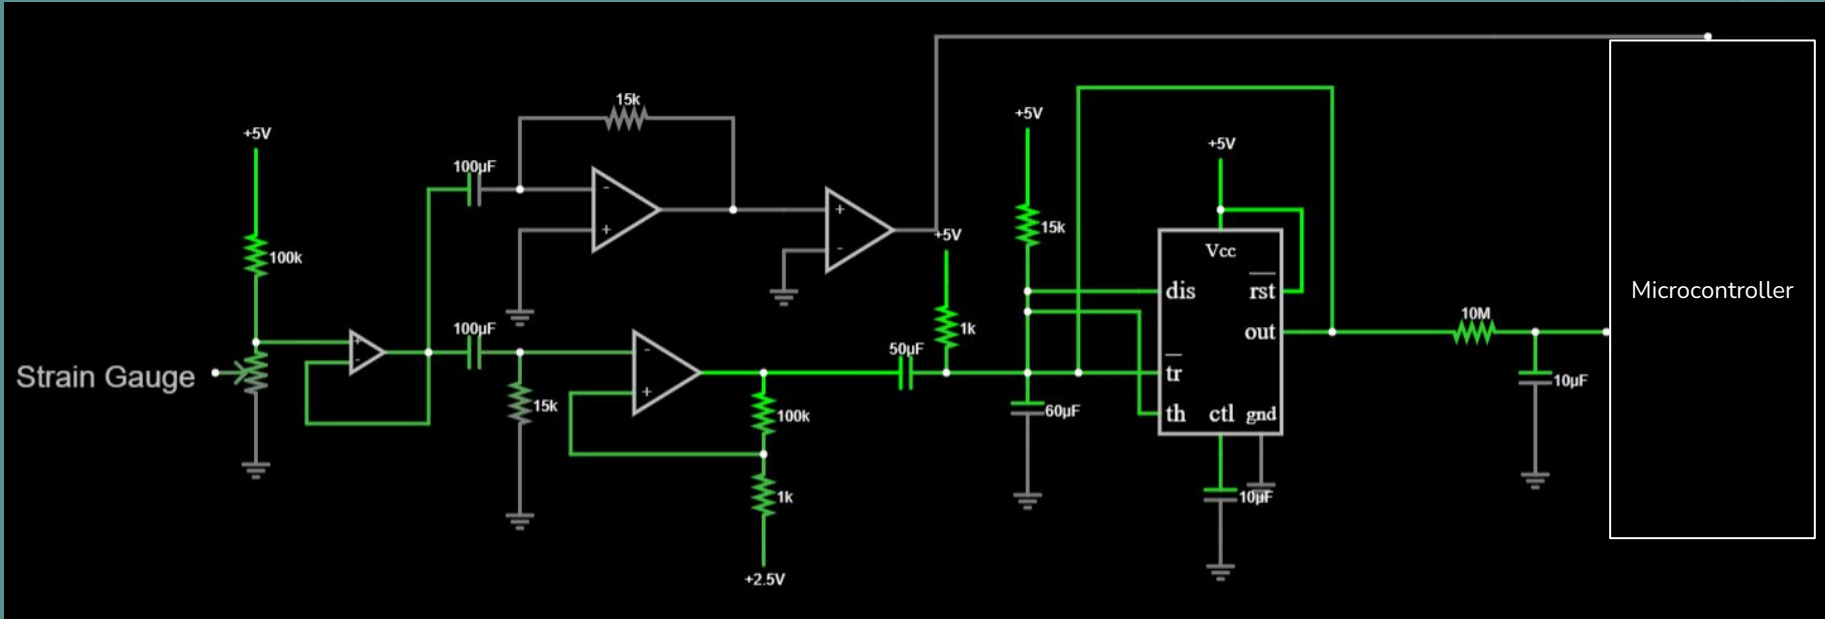 +5V
100k
Strain Gauge
100µF
15k
100µF
15k
-
+
+
-
+
-
-
+
100k
1k
+2.5V
50µF
+5V
1k
+5V
15k
60µF
+5V
Vcc
dis
rst
out
tr
th
ctl
gnd
10µF
10M
10µF
Microcontroller